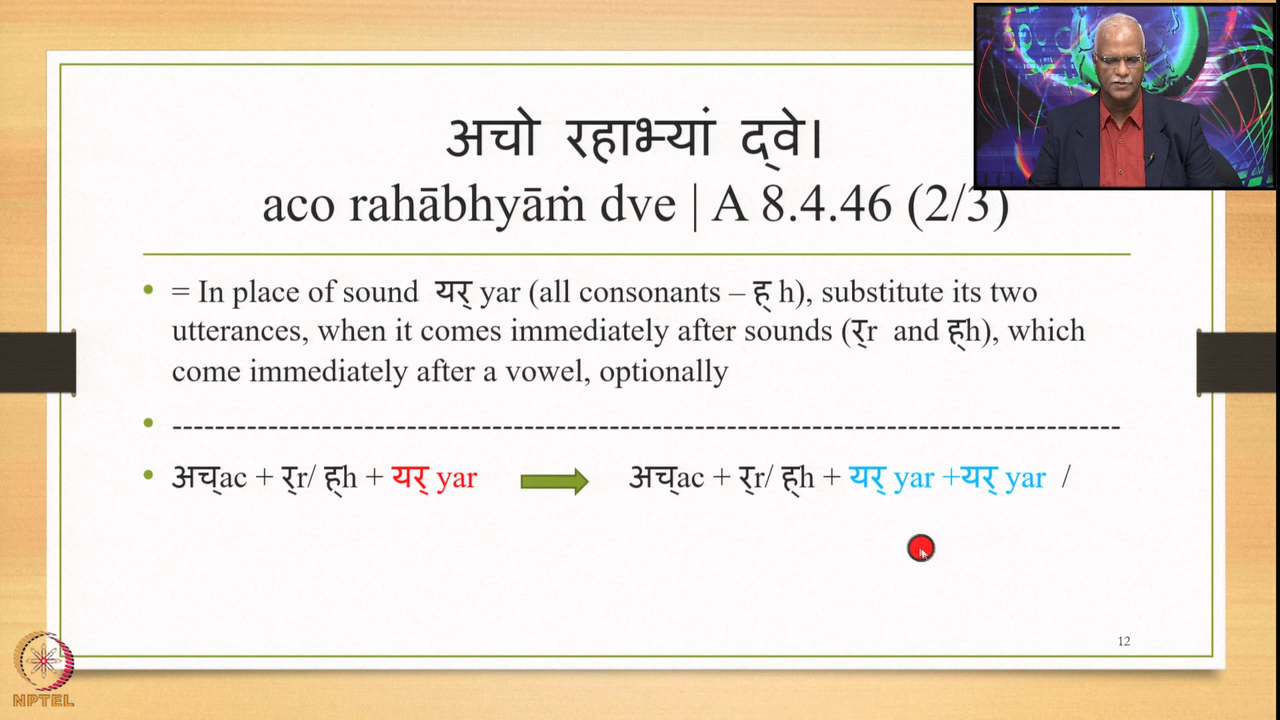 अचो रहाभ्यां द्वे।
aco rahābhyāṁ dve | A 8.4.46 (2/3)
• = In place of sound यर् yar (all consonants – ह् h), substitute its two
utterances, when it comes immediately after sounds (र्r and ह्h), which
come immediately after a vowel, optionally
• -----------------------------------------------------------------------------------------
• अच्ac + र्r/ ह्h + यर् yar अच्ac + र्r/ ह्h + यर् yar +यर् yar /
12
NPTEL